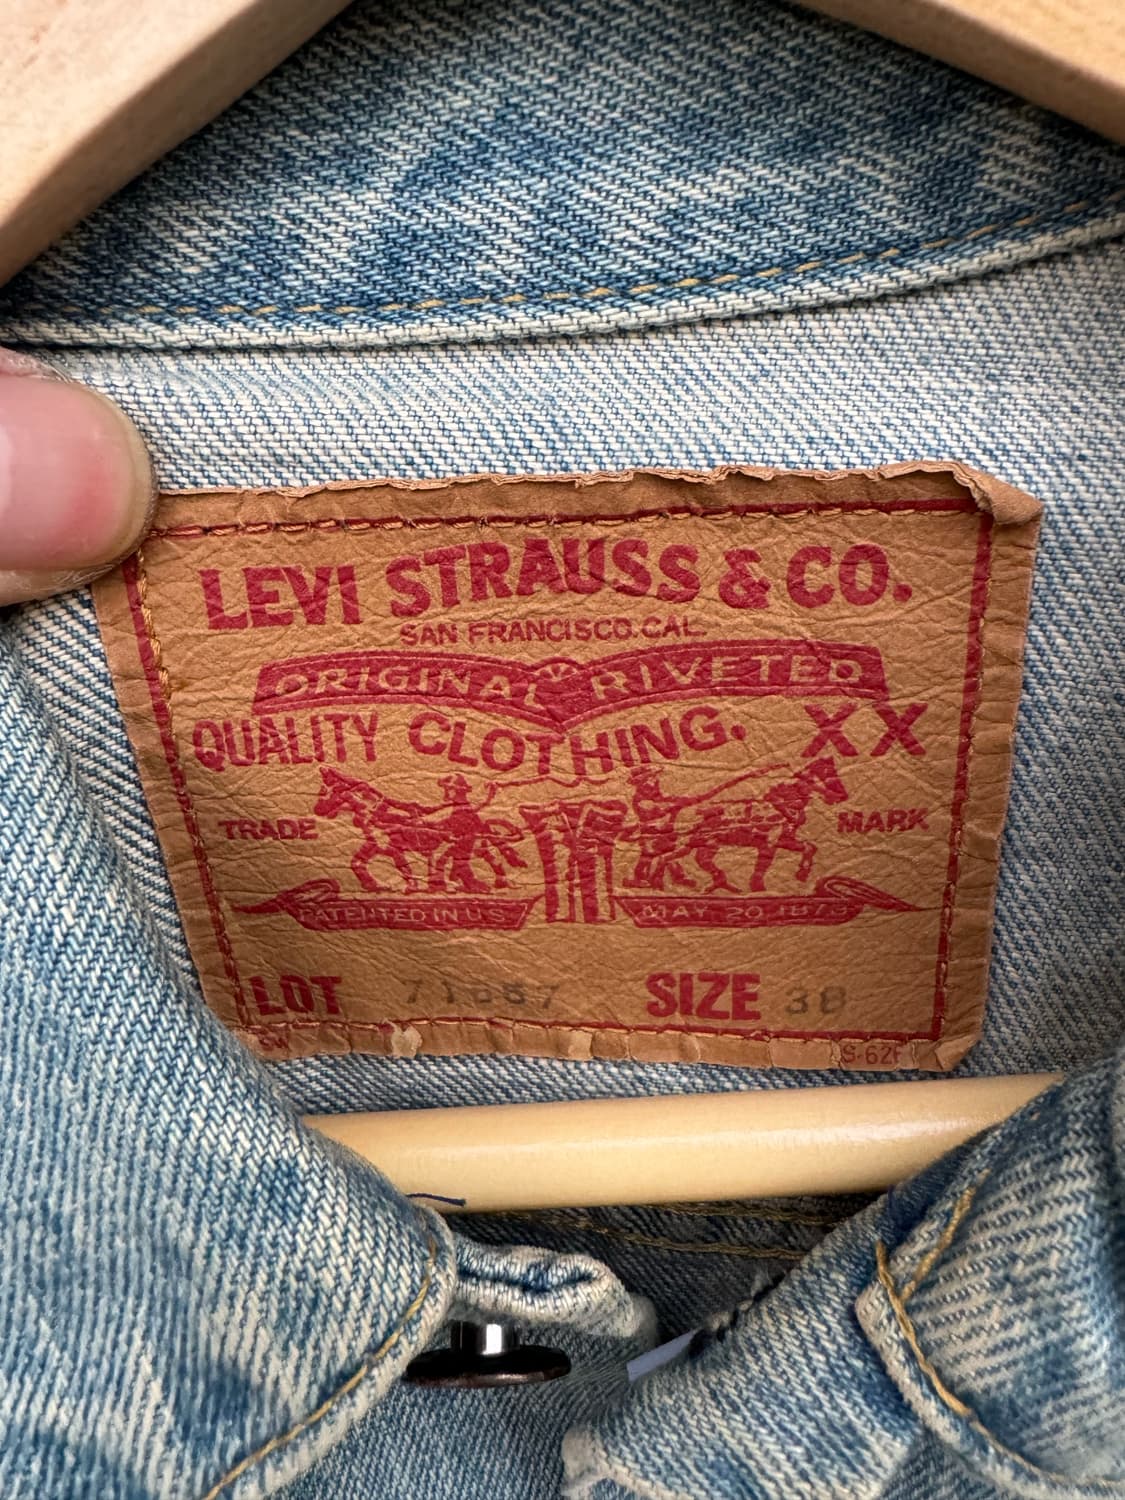 LEVI STRAUSS & CO.
SAN FRANCISCO.CAL.
ORIGINAL RIVETED
QUALITY CLOTHING. XX
TRADE MARK
PATENTED IN U.S. MAY 20 1873
LOT 71557 SIZE 38